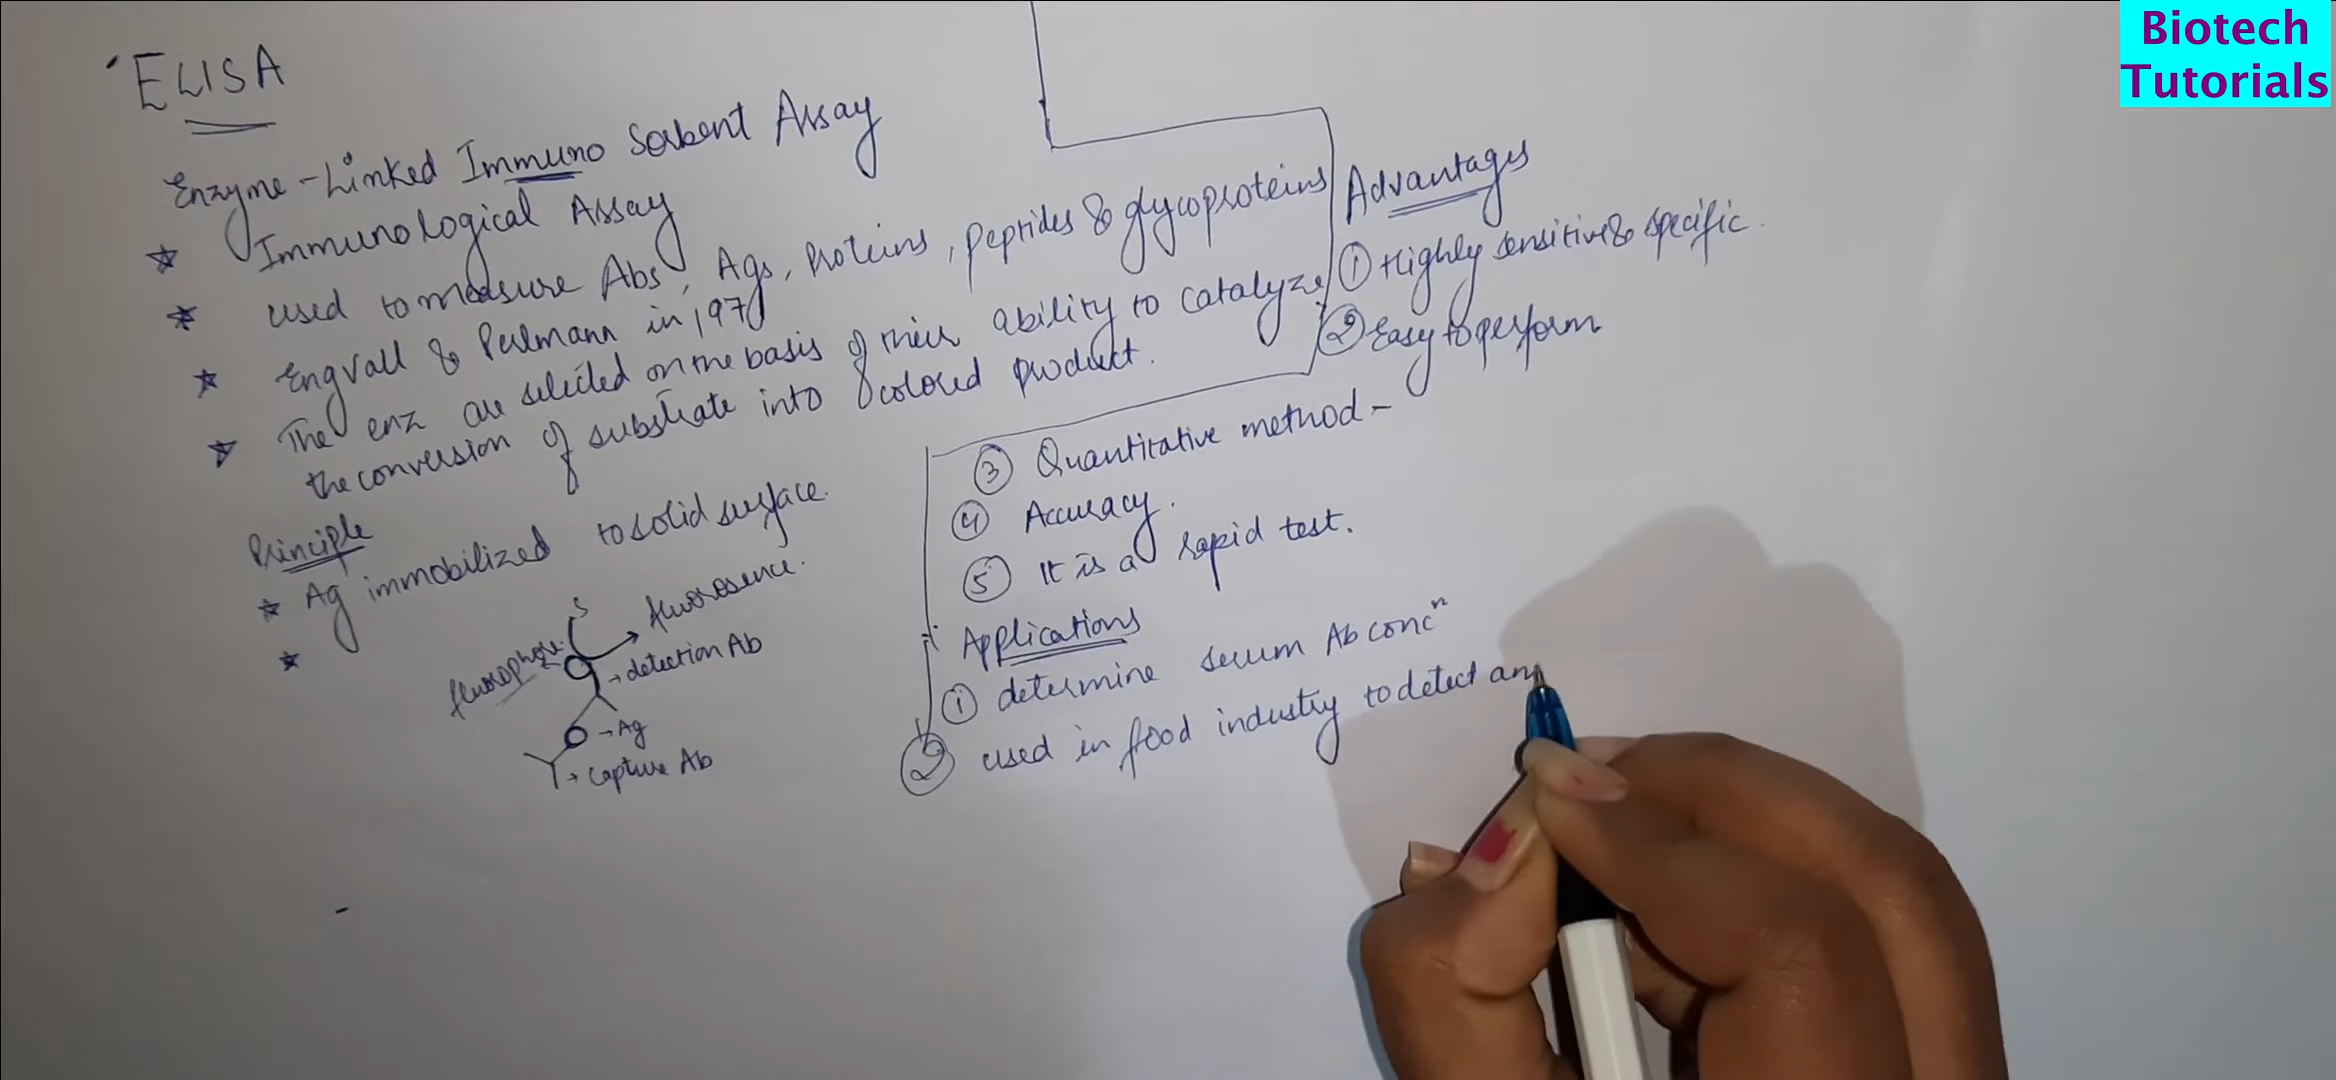 Biotech
Tutorials
ELISA
Enzyme-Linked Immuno Sorbent Assay
Immunological Assay
used to measure Abs, Ags, Proteins, peptides & glycoproteins
Engvall & Perlmann in 1971
The enz are selected on the basis of their ability to catalyze
the conversion of substrate into colored product.
Principle
Ag immobilized to solid surface.
S
fluorosence.
fluorophore
→ detection Ab
→ Ag
→ capture Ab
Advantages
① Highly sensitive & specific.
② Easy to perform
③ Quantitative method -
④ Accuracy.
⑤ It is a rapid test.
Applications
① determine serum Ab concⁿ
② used in food industry to detect any